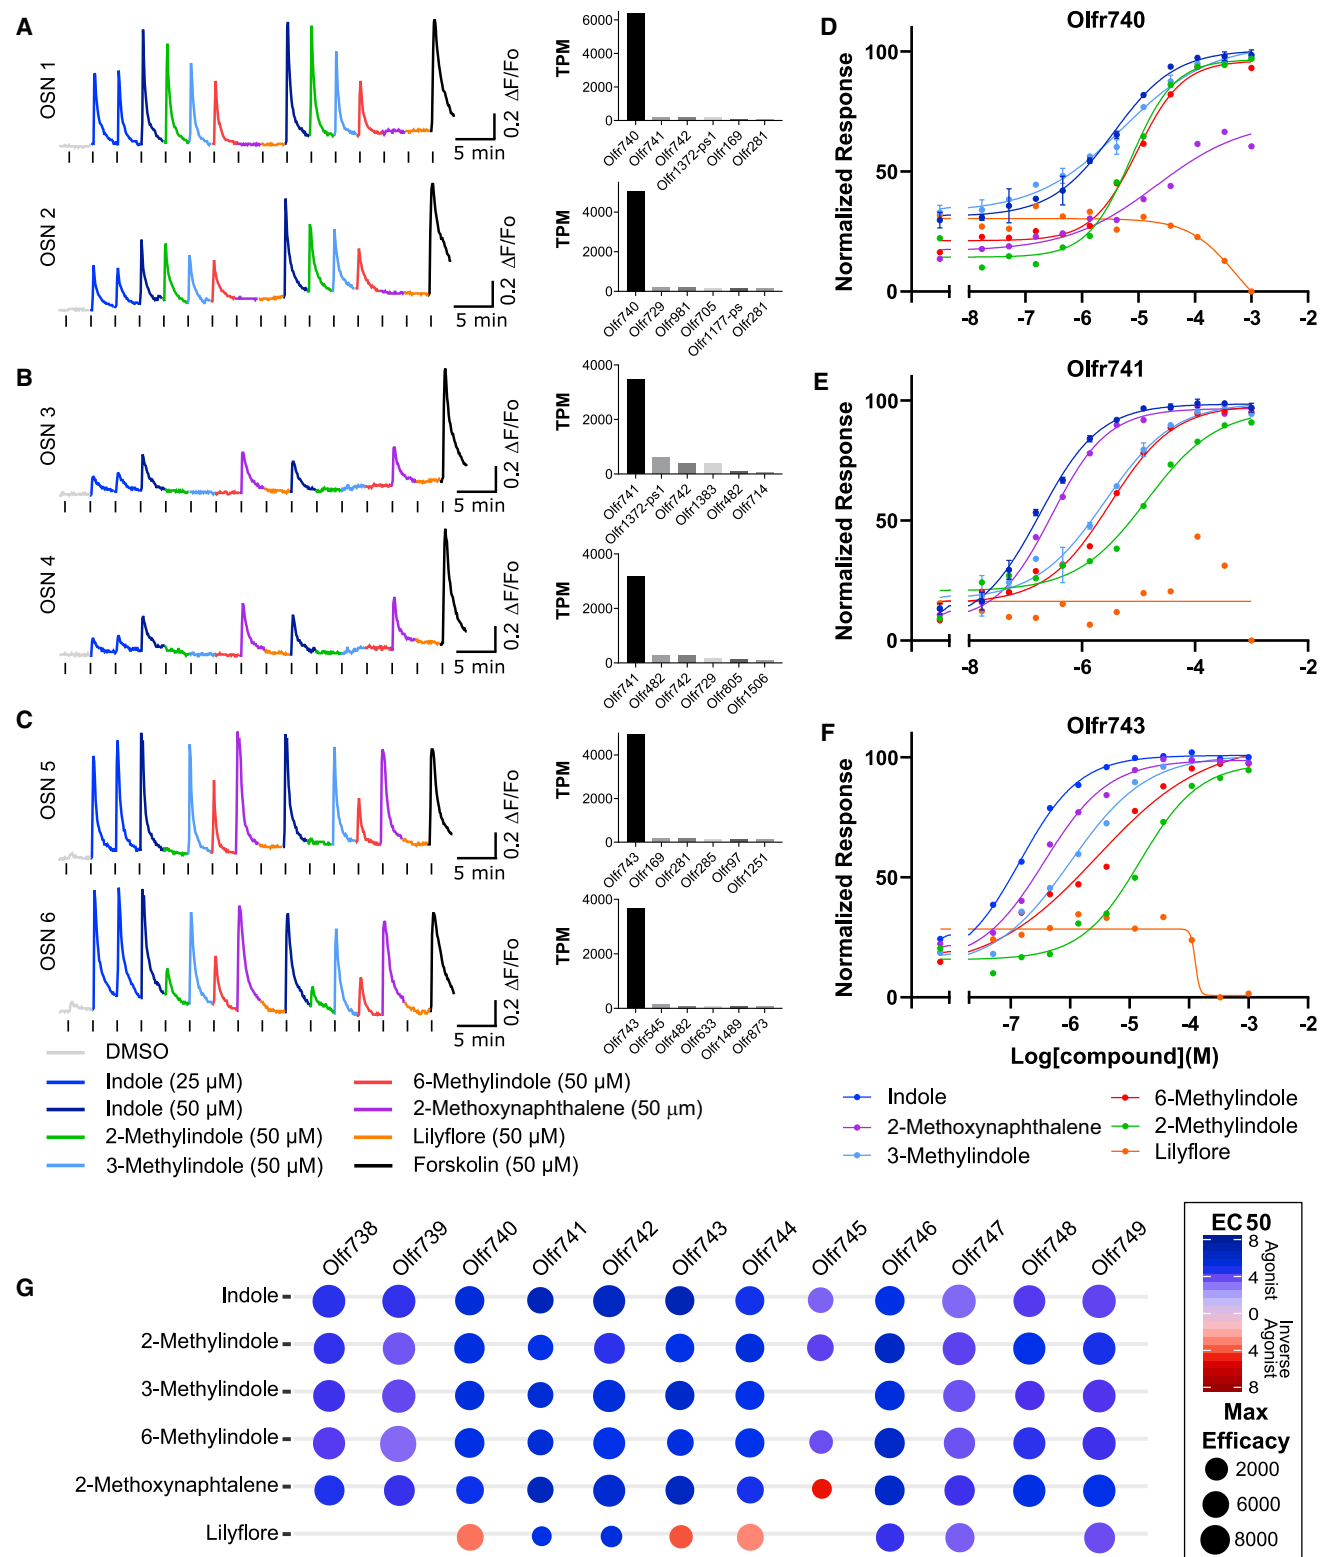 A
OSN 1
0.2 ΔF/Fo
5 min
TPM
6000
4000
2000
0
Olfr740
Olfr741
Olfr742
Olfr1372-ps1
Olfr169
Olfr281
OSN 2
0.2 ΔF/Fo
5 min
TPM
4000
2000
0
Olfr740
Olfr729
Olfr981
Olfr705
Olfr1177-ps
Olfr281
B
OSN 3
0.2 ΔF/Fo
5 min
TPM
4000
2000
0
Olfr741
Olfr1372-ps1
Olfr742
Olfr1383
Olfr482
Olfr714
OSN 4
0.2 ΔF/Fo
5 min
TPM
4000
2000
0
Olfr741
Olfr482
Olfr742
Olfr729
Olfr805
Olfr1506
C
OSN 5
0.2 ΔF/Fo
5 min
TPM
4000
2000
0
Olfr743
Olfr169
Olfr281
Olfr285
Olfr97
Olfr1251
OSN 6
0.2 ΔF/Fo
5 min
TPM
4000
2000
0
Olfr743
Olfr545
Olfr482
Olfr633
Olfr1489
Olfr873
DMSO
Indole (25 µM)
Indole (50 µM)
2-Methylindole (50 µM)
3-Methylindole (50 µM)
6-Methylindole (50 µM)
2-Methoxynaphthalene (50 µm)
Lilyflore (50 µM)
Forskolin (50 µM)
D
Olfr740
Normalized Response
100
50
0
-8 -7 -6 -5 -4 -3 -2
E
Olfr741
Normalized Response
100
50
0
-8 -6 -4 -2
F
Olfr743
Normalized Response
100
50
0
-7 -6 -5 -4 -3 -2
Log[compound](M)
Indole
2-Methoxynaphthalene
3-Methylindole
6-Methylindole
2-Methylindole
Lilyflore
G
Olfr738
Olfr739
Olfr740
Olfr741
Olfr742
Olfr743
Olfr744
Olfr745
Olfr746
Olfr747
Olfr748
Olfr749
Indole
2-Methylindole
3-Methylindole
6-Methylindole
2-Methoxynaphtalene
Lilyflore
EC50
8
4
0
4
8
Agonist
Inverse
Agonist
Max
Efficacy
2000
6000
8000